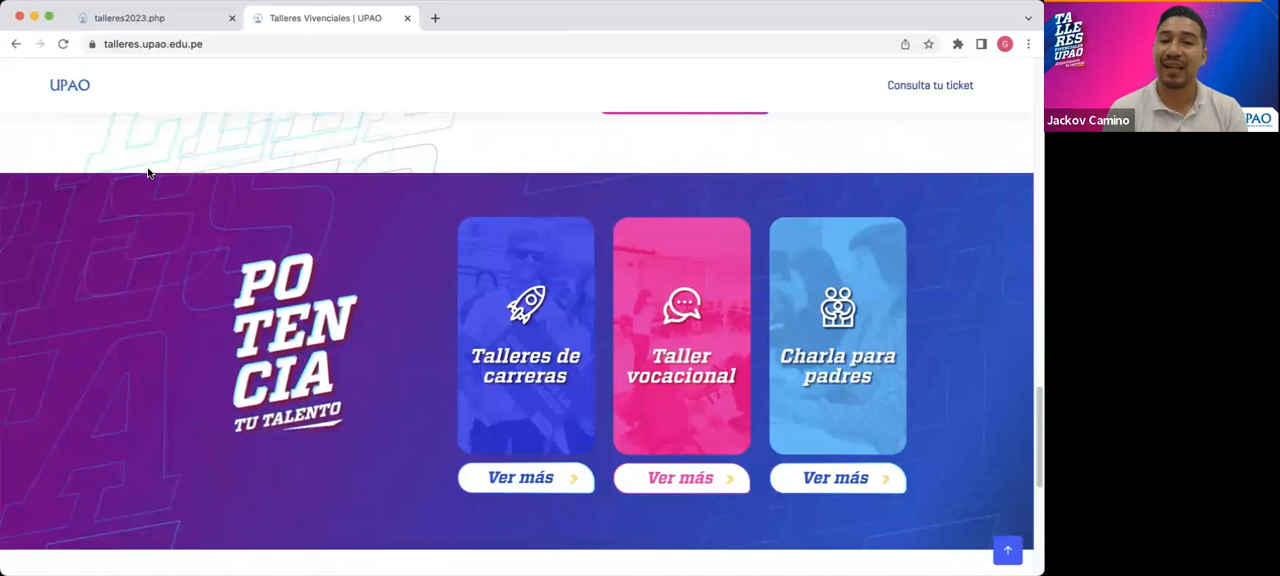 talleres2023.php
Talleres Vivenciales | UPAO
talleres.upao.edu.pe
G
UPAO
Consulta tu ticket
TA
LLE
RES
VIVENCIALES
UPAO
Jackov Camino
PAO
PO
TEN
CIA
TU TALENTO
Talleres de
carreras
Ver más
Taller
vocacional
Ver más
Charla para
padres
Ver más